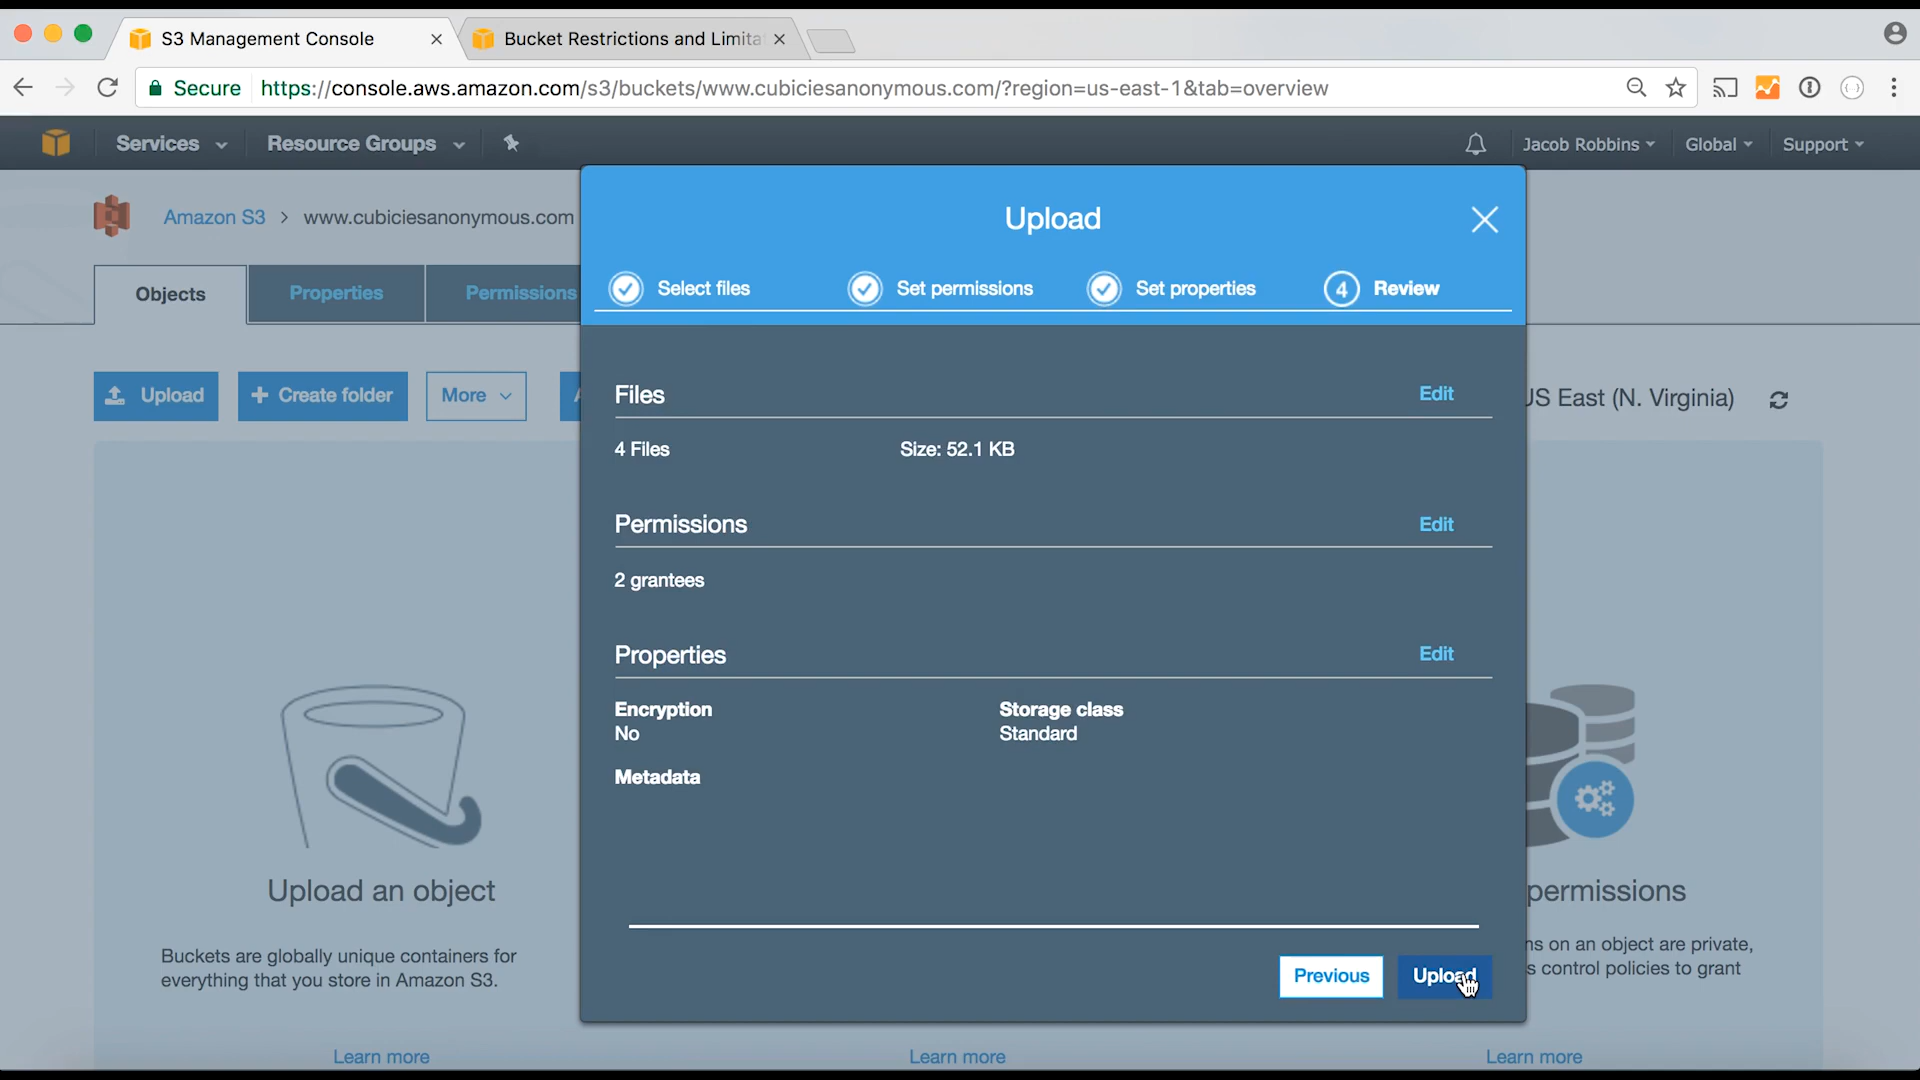 S3 Management Console
Bucket Restrictions and Limita
Secure https://console.aws.amazon.com/s3/buckets/www.cubiciesanonymous.com/?region=us-east-1&tab=overview
Services
Resource Groups
Jacob Robbins
Global
Support
Amazon S3 > www.cubiciesanonymous.com
Objects
Properties
Permissions
Upload
Create folder
More
US East (N. Virginia)
Upload
Select files
Set permissions
Set properties
4 Review
Files
Edit
4 Files
Size: 52.1 KB
Permissions
Edit
2 grantees
Properties
Edit
Encryption
No
Storage class
Standard
Metadata
Previous
Upload
Upload an object
Buckets are globally unique containers for
everything that you store in Amazon S3.
Learn more
Learn more
permissions
ns on an object are private,
s control policies to grant
Learn more